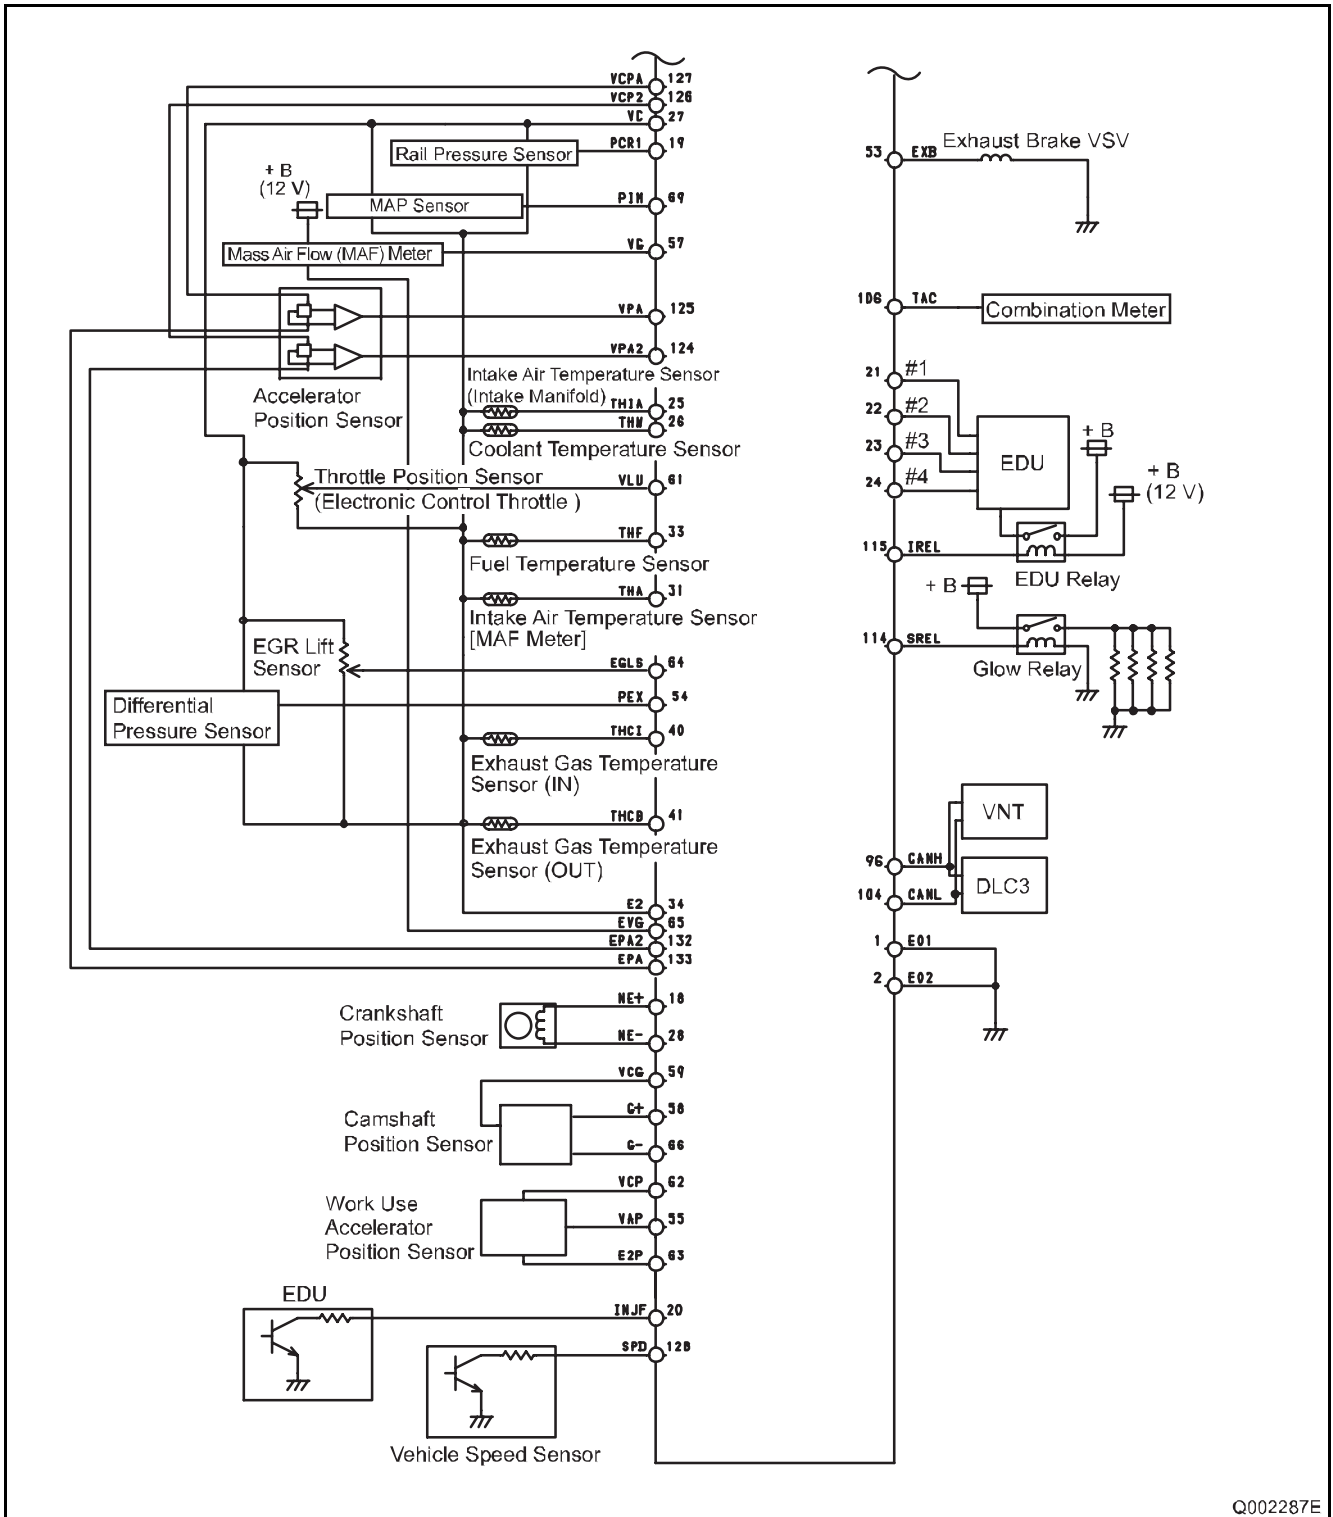 VCPA 127
VCP2 126
VC 27
Rail Pressure Sensor PCR1 19
+ B
(12 V)
MAP Sensor PIM 69
Mass Air Flow (MAF) Meter VG 57
VPA 125
VPA2 124
Accelerator
Position Sensor
Intake Air Temperature Sensor
(Intake Manifold) THIA 25
THW 26
Coolant Temperature Sensor
Throttle Position Sensor
(Electronic Control Throttle )
VLU 61
THF 33
Fuel Temperature Sensor
THA 31
Intake Air Temperature Sensor
[MAF Meter]
EGR Lift
Sensor
EGLS 64
Differential
Pressure Sensor
PEX 54
THCI 40
Exhaust Gas Temperature
Sensor (IN)
THCB 41
Exhaust Gas Temperature
Sensor (OUT)
E2 34
EVG 65
EPA2 132
EPA 133
Crankshaft
Position Sensor
NE+ 18
NE- 28
VCG 59
Camshaft
Position Sensor
G+ 58
G- 66
VCP 62
Work Use
Accelerator
Position Sensor
VAP 55
E2P 63
EDU
INJF 20
SPD 128
Vehicle Speed Sensor
53 EXB Exhaust Brake VSV
106 TAC Combination Meter
21 #1
22 #2
23 #3
24 #4
EDU
+ B
+ B
(12 V)
115 IREL
EDU Relay
+ B
114 SREL
Glow Relay
VNT
96 CANH
DLC3
104 CANL
1 E01
2 E02
Q002287E